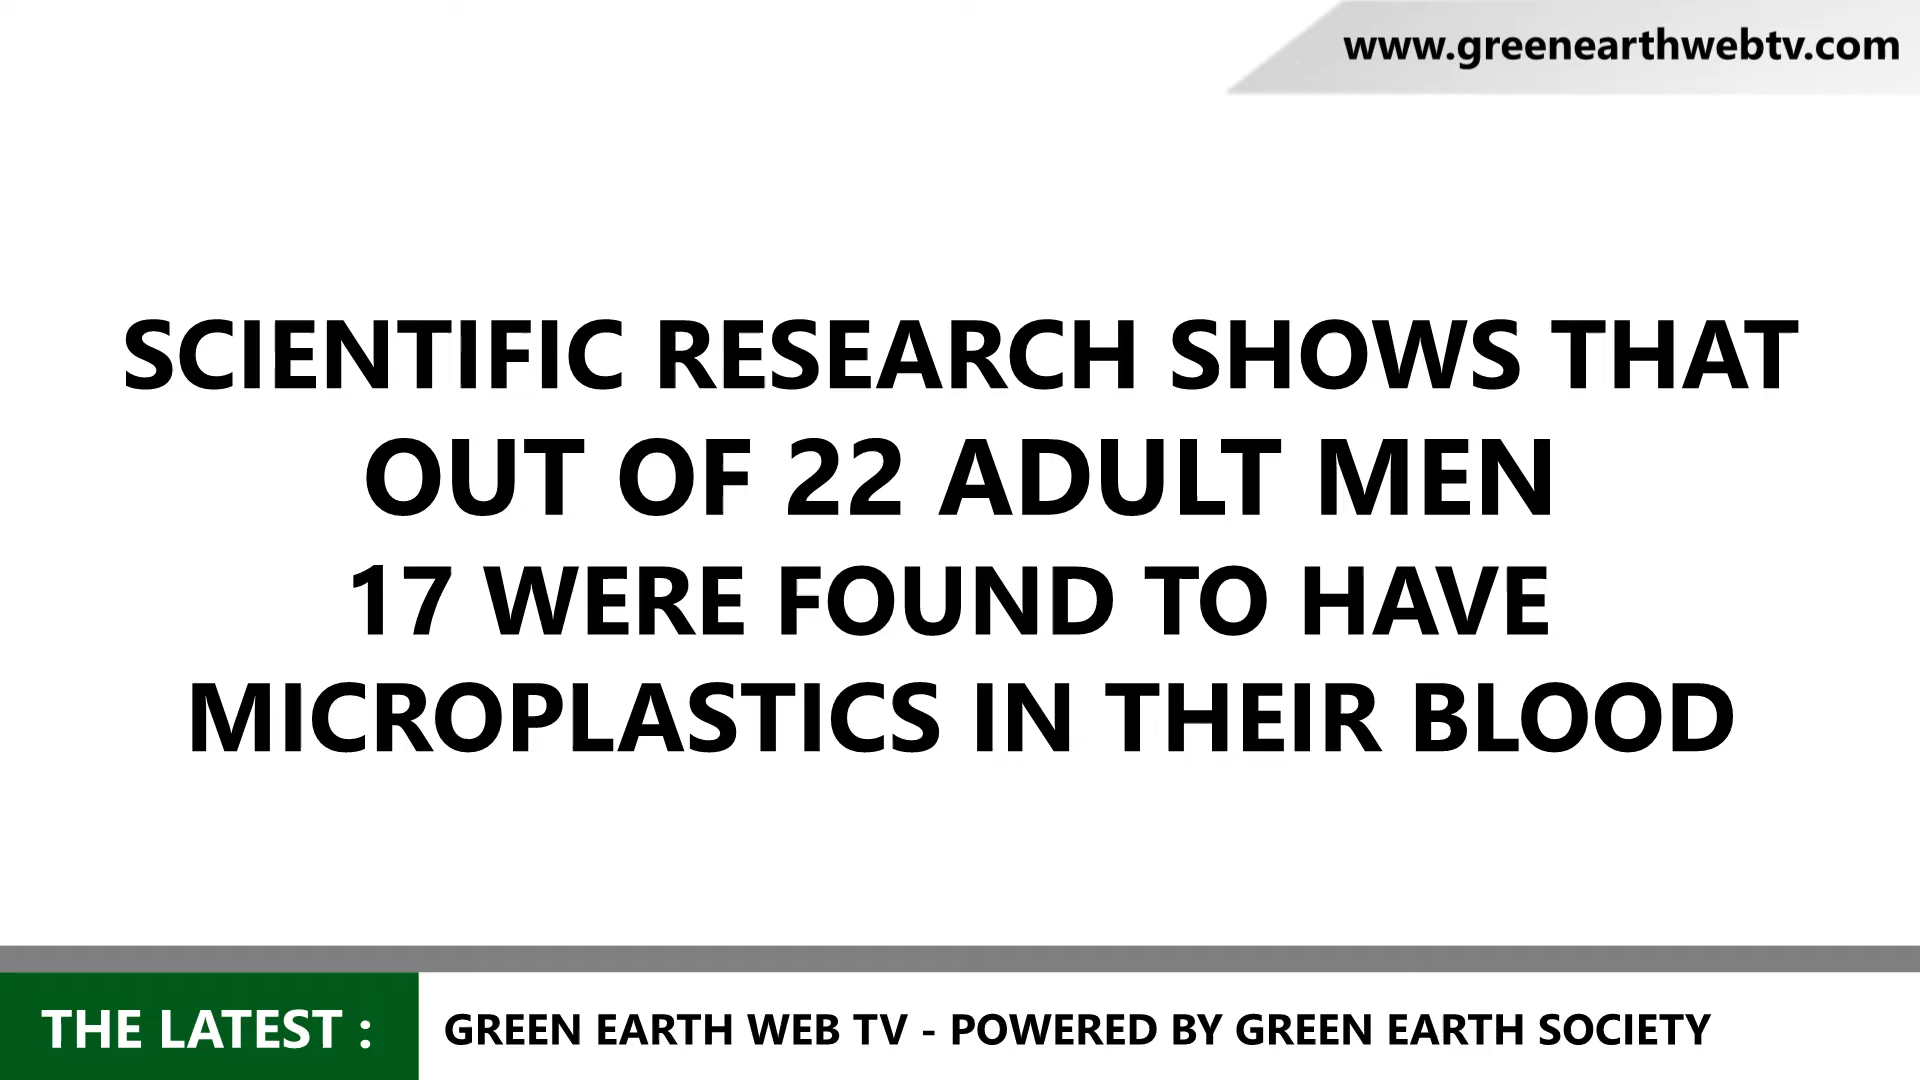 www.greenearthwebtv.com
SCIENTIFIC RESEARCH SHOWS THAT
OUT OF 22 ADULT MEN
17 WERE FOUND TO HAVE
MICROPLASTICS IN THEIR BLOOD
THE LATEST : GREEN EARTH WEB TV - POWERED BY GREEN EARTH SOCIETY